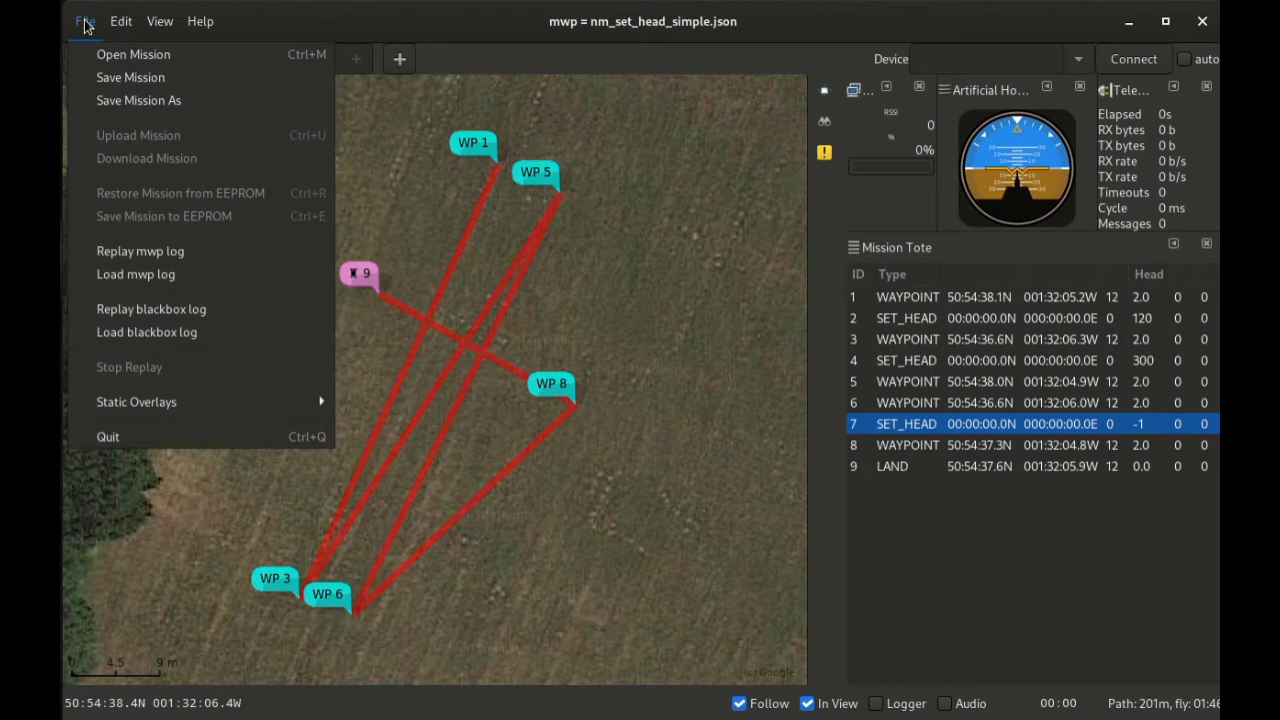 File Edit View Help mwp = nm_set_head_simple.json
Device Connect auto
Open Mission Ctrl+M
Save Mission
Save Mission As
Upload Mission Ctrl+U
Download Mission
Restore Mission from EEPROM Ctrl+R
Save Mission to EEPROM Ctrl+E
Replay mwp log
Load mwp log
Replay blackbox log
Load blackbox log
Stop Replay
Static Overlays
Quit Ctrl+Q
WP 1
WP 5
9
WP 8
WP 3
WP 6
0 4.5 9 m
(c) Google
...
RSSI
0
%
0%
Artificial Ho...
30 30
30 30
Tele...
Elapsed 0s
RX bytes 0 b
TX bytes 0 b
RX rate 0 b/s
TX rate 0 b/s
Timeouts 0
Cycle 0 ms
Messages 0
Mission Tote
ID Type Head
1 WAYPOINT 50:54:38.1N 001:32:05.2W 12 2.0 0 0
2 SET_HEAD 00:00:00.0N 000:00:00.0E 0 120 0 0
3 WAYPOINT 50:54:36.6N 001:32:06.3W 12 2.0 0 0
4 SET_HEAD 00:00:00.0N 000:00:00.0E 0 300 0 0
5 WAYPOINT 50:54:38.0N 001:32:04.9W 12 2.0 0 0
6 WAYPOINT 50:54:36.6N 001:32:06.0W 12 2.0 0 0
7 SET_HEAD 00:00:00.0N 000:00:00.0E 0 -1 0 0
8 WAYPOINT 50:54:37.3N 001:32:04.8W 12 2.0 0 0
9 LAND 50:54:37.6N 001:32:05.9W 12 0.0 0 0
50:54:38.4N 001:32:06.4W Follow In View Logger Audio 00:00 Path: 201m, fly: 01:46